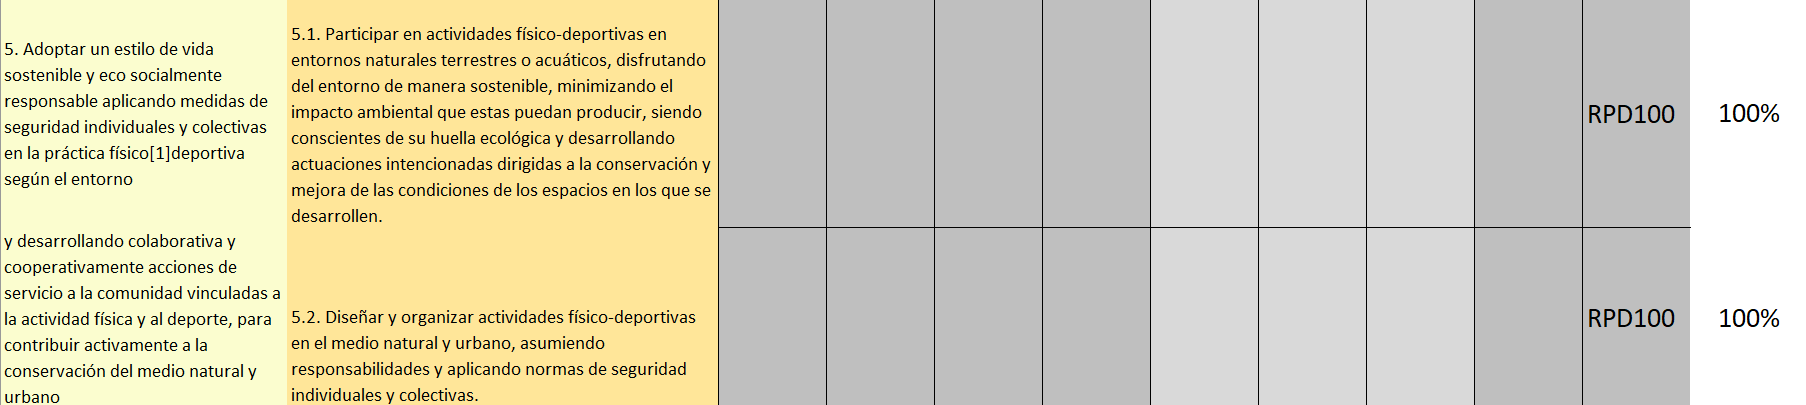 5. Adoptar un estilo de vida
sostenible y eco socialmente
responsable aplicando medidas de
seguridad individuales y colectivas
en la práctica físico[1]deportiva
según el entorno
y desarrollando colaborativa y
cooperativamente acciones de
servicio a la comunidad vinculadas a
la actividad física y al deporte, para
contribuir activamente a la
conservación del medio natural y
urbano
5.1. Participar en actividades físico-deportivas en
entornos naturales terrestres o acuáticos, disfrutando
del entorno de manera sostenible, minimizando el
impacto ambiental que estas puedan producir, siendo
conscientes de su huella ecológica y desarrollando
actuaciones intencionadas dirigidas a la conservación y
mejora de las condiciones de los espacios en los que se
desarrollen.
RPD100
100%
5.2. Diseñar y organizar actividades físico-deportivas
en el medio natural y urbano, asumiendo
responsabilidades y aplicando normas de seguridad
individuales y colectivas.
RPD100
100%